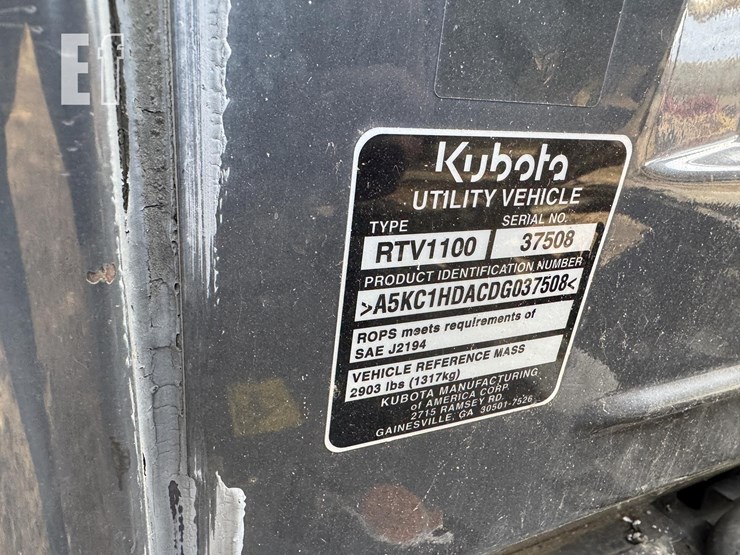 Ef
Kubota
UTILITY VEHICLE
TYPE SERIAL NO.
RTV1100 37508
PRODUCT IDENTIFICATION NUMBER
>A5KC1HDACDG037508<
ROPS meets requirements of
SAE J2194
VEHICLE REFERENCE MASS
2903 lbs (1317kg)
KUBOTA MANUFACTURING
of AMERICA CORP.
2715 RAMSEY RD.
GAINESVILLE, GA 30501-7526